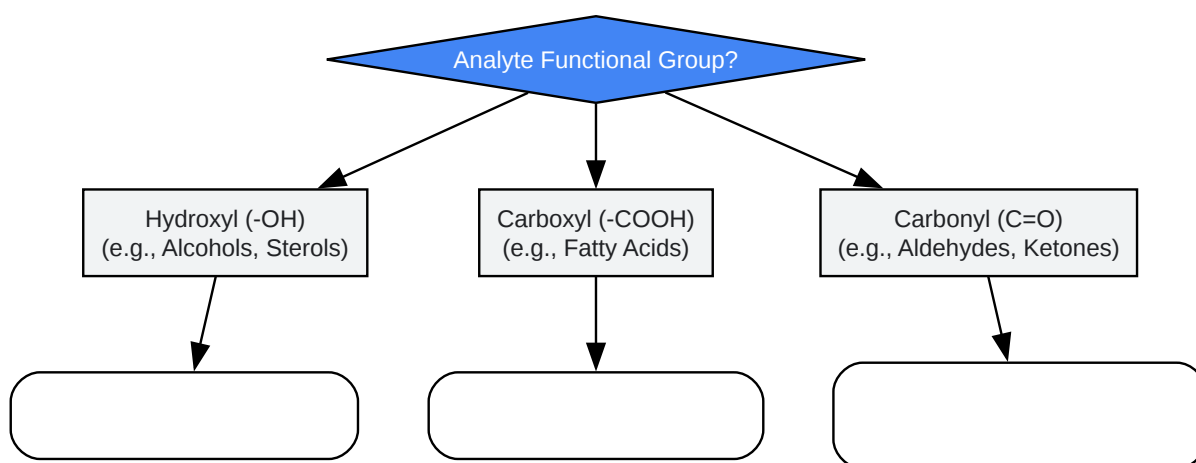 Analyte Functional Group?
Hydroxyl (-OH)
(e.g., Alcohols, Sterols)
Carboxyl (-COOH)
(e.g., Fatty Acids)
Carbonyl (C=O)
(e.g., Aldehydes, Ketones)